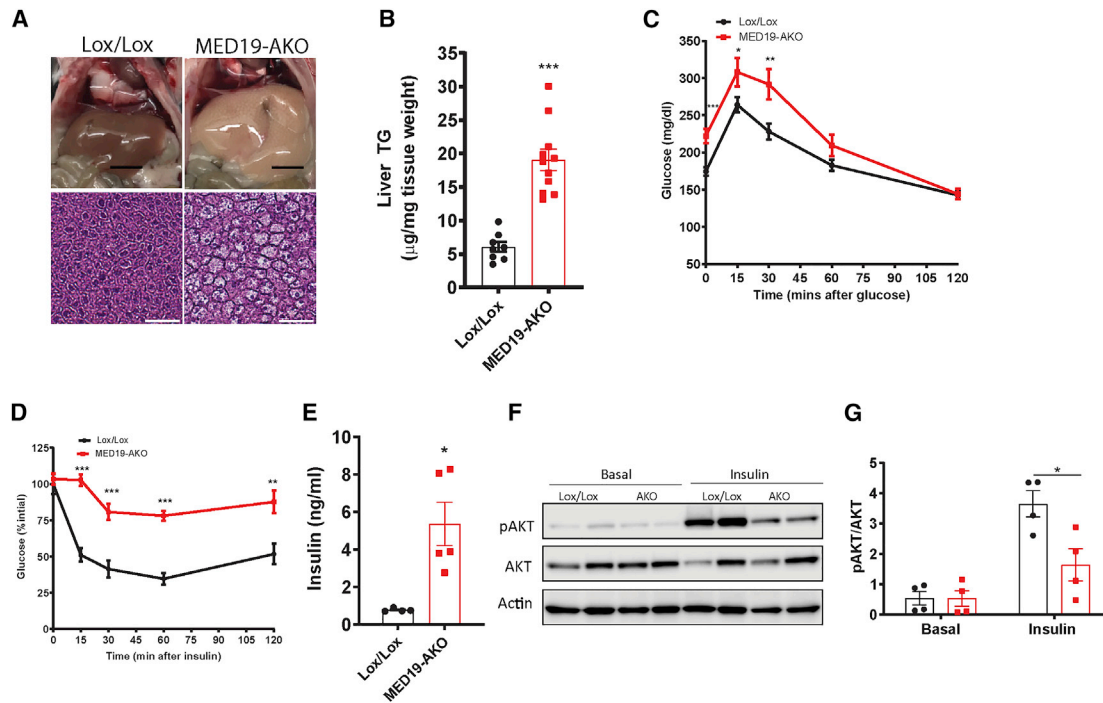 A
Lox/Lox MED19-AKO
B
Liver TG
(μg/mg tissue weight)
35
30
25
20
15
10
5
0
***
Lox/Lox
MED19-AKO
C
Lox/Lox
MED19-AKO
Glucose (mg/dl)
350
300
250
200
150
100
50
***
*
**
0 15 30 45 60 75 90 105 120
Time (mins after glucose)
D
Lox/Lox
MED19-AKO
Glucose (% intial)
125
100
75
50
25
0
***
***
***
**
0 15 30 45 60 75 90 105 120
Time (min after insulin)
E
Insulin (ng/ml)
10
8
6
4
2
0
*
Lox/Lox
MED19-AKO
F
Basal Insulin
Lox/Lox AKO Lox/Lox AKO
pAKT
AKT
Actin
G
pAKT/AKT
5
4
3
2
1
0
*
Basal Insulin